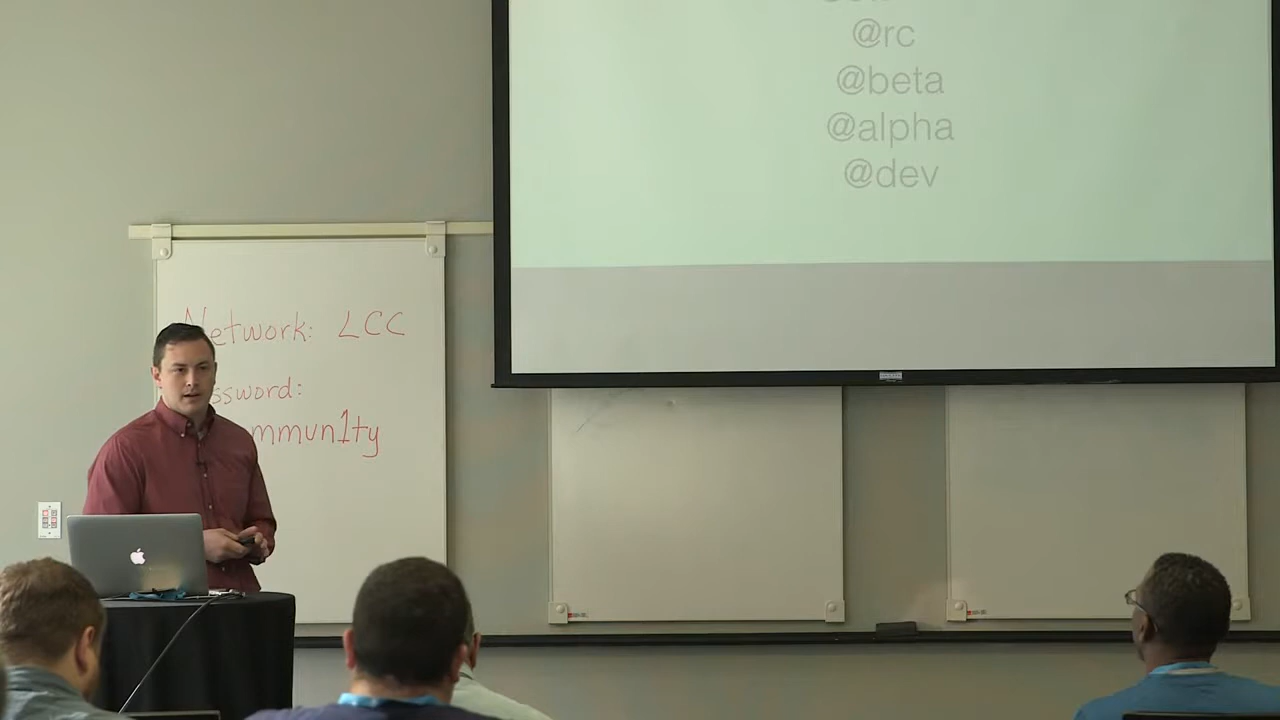 @rc
@beta
@alpha
@dev
Network: LCC
ssword:
mmun1ty